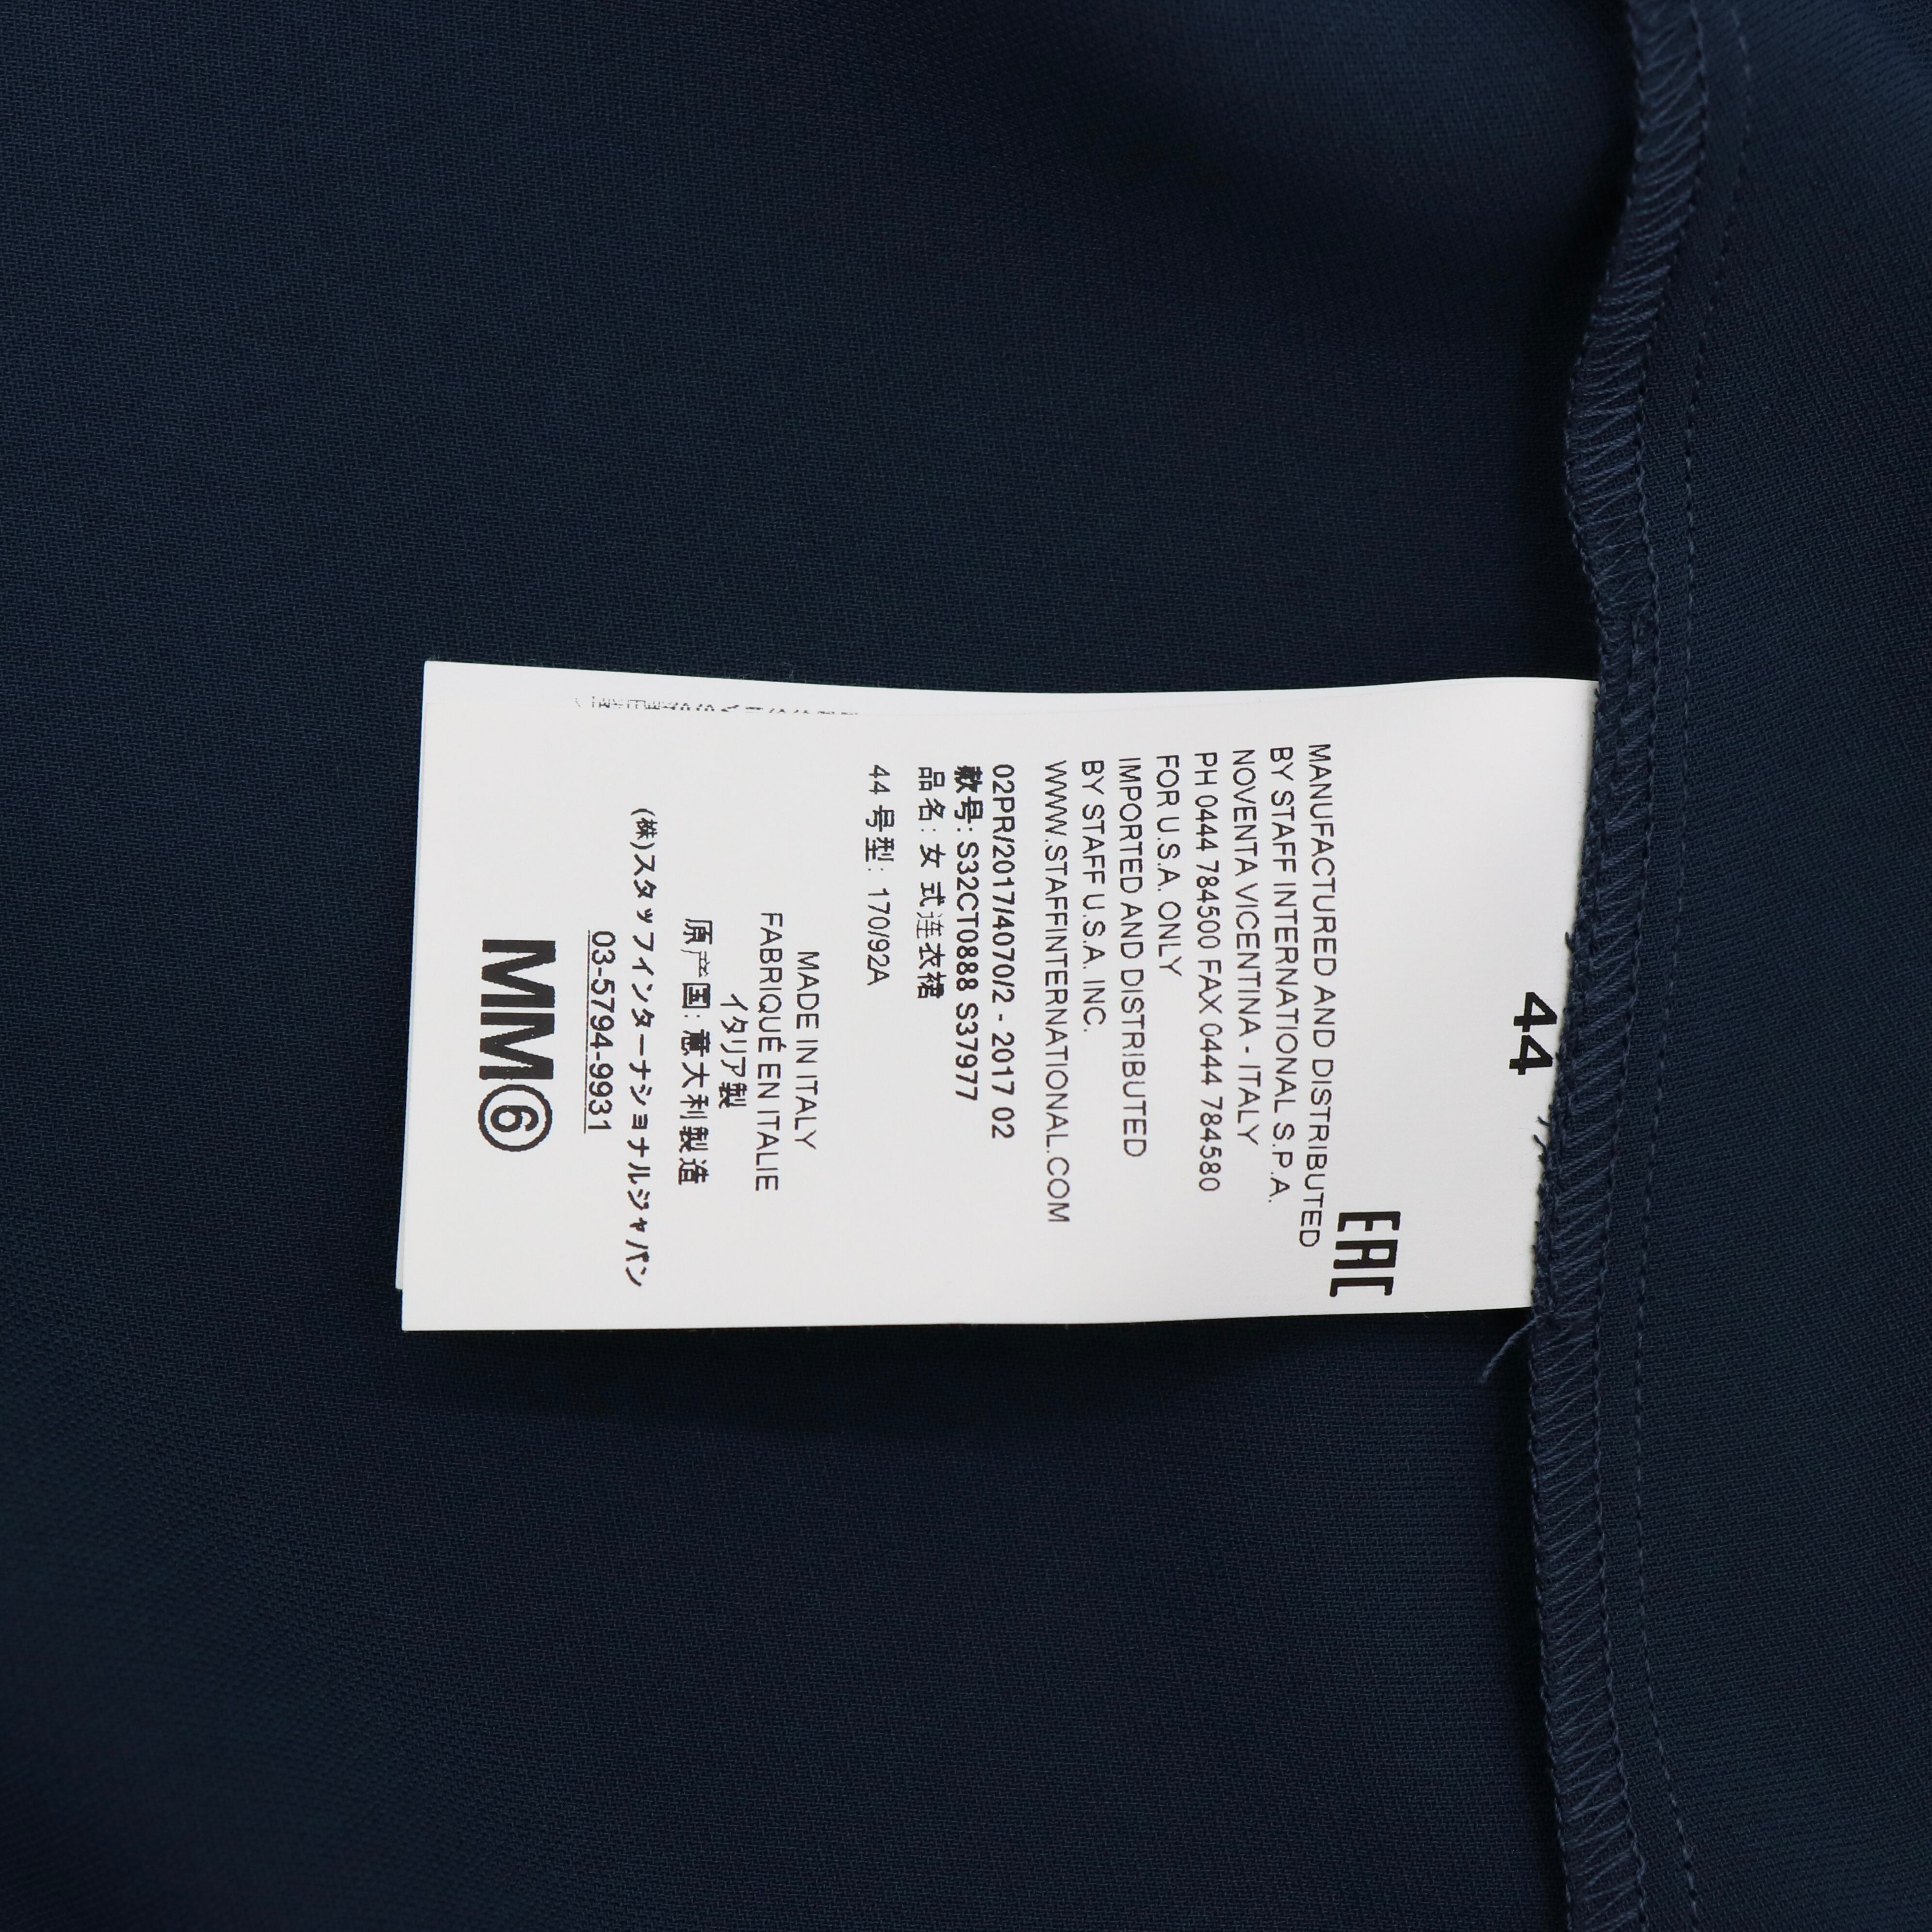 44
EAC
MANUFACTURED AND DISTRIBUTED
BY STAFF INTERNATIONAL S.P.A.
NOVENTA VICENTINA - ITALY
PH 0444 784500 FAX 0444 784580
FOR U.S.A. ONLY
IMPORTED AND DISTRIBUTED
BY STAFF U.S.A. INC.
WWW.STAFFINTERNATIONAL.COM
02PR/2017/4070/2 - 2017 02
款号: S32CT0888 S37977
品名: 女 式连衣裙
44 号型: 170/92A
MADE IN ITALY
FABRIQUÉ EN ITALIE
イタリア製
原产国: 意大利製造
(株)スタッフインターナショナルジャパン
03-5794-9931
MM⑥